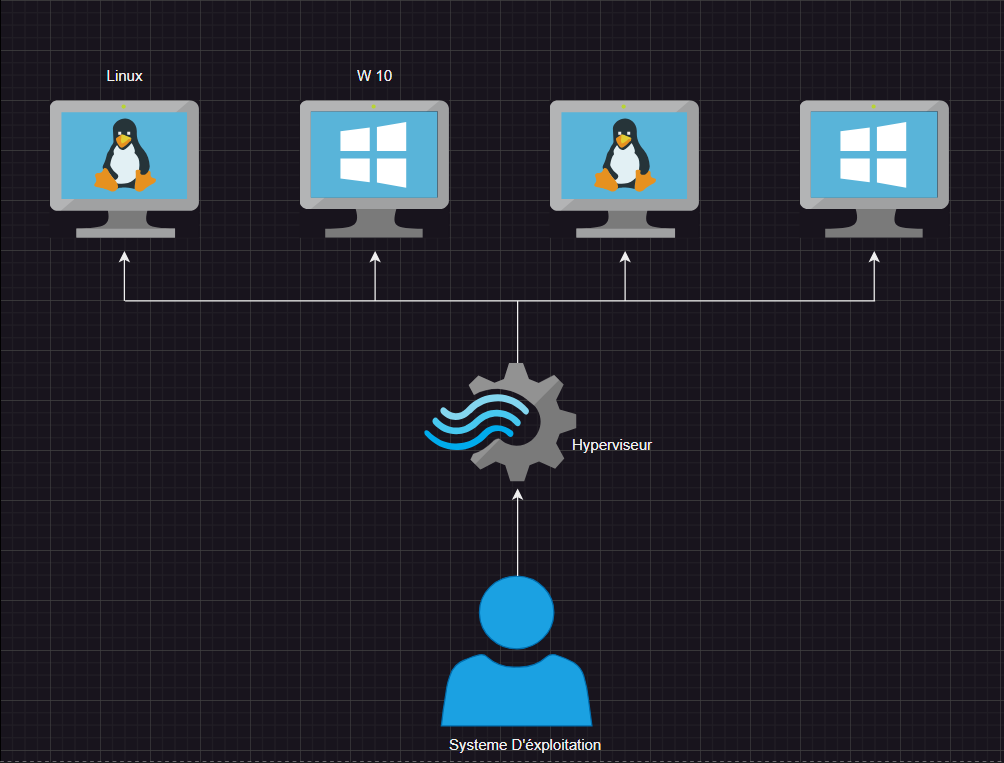 Linux
W 10
Hyperviseur
Systeme D'éxploitation